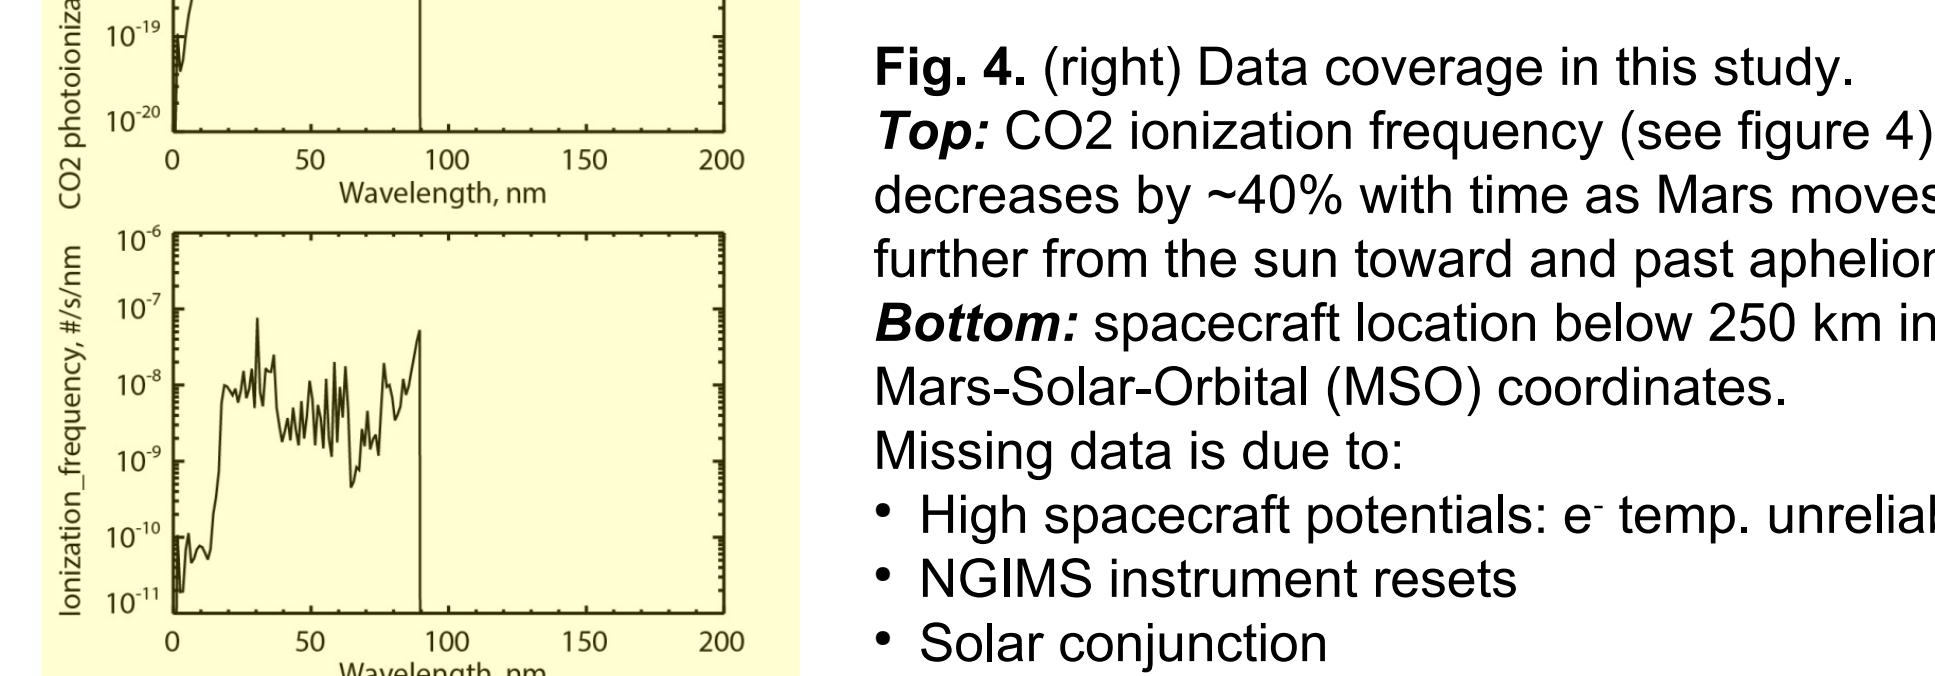 CO2 photoioniza
10-19
10-20
0 50 100 150 200
Wavelength, nm
Ionization_frequency, #/s/nm
10-6
10-7
10-8
10-9
10-10
10-11
0 50 100 150 200
Wavelength, nm
Fig. 4. (right) Data coverage in this study.
Top: CO2 ionization frequency (see figure 4)
decreases by ~40% with time as Mars moves
further from the sun toward and past aphelion
Bottom: spacecraft location below 250 km in
Mars-Solar-Orbital (MSO) coordinates.
Missing data is due to:
• High spacecraft potentials: e- temp. unreliab
• NGIMS instrument resets
• Solar conjunction